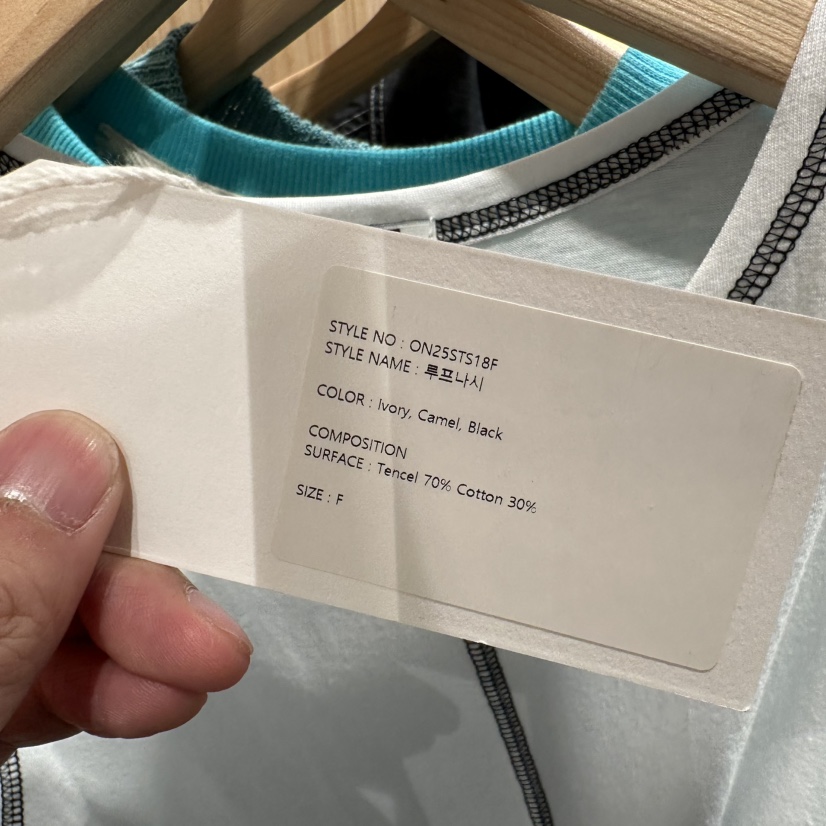 STYLE NO : ON25STS18F
STYLE NAME : 루프나시
COLOR : Ivory, Camel, Black
COMPOSITION
SURFACE : Tencel 70% Cotton 30%
SIZE : F